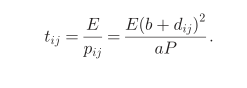 $t_{ij} = \frac{E}{p_{ij}} = \frac{E(b + d_{ij})^2}{aP}.$